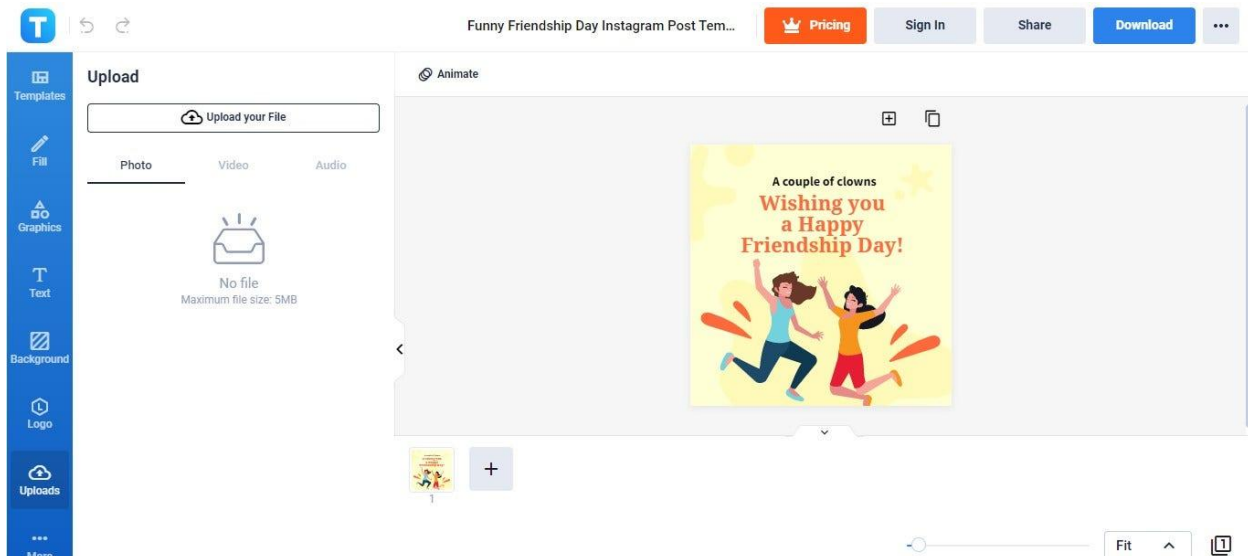 T
Funny Friendship Day Instagram Post Tem...
Pricing
Sign In
Share
Download
Templates
Fill
Graphics
T
Text
Background
L
Logo
Uploads
More
Upload
Upload your File
Photo
Video
Audio
No file
Maximum file size: 5MB
Animate
A couple of clowns
Wishing you
a Happy
Friendship Day!
1
Fit
1